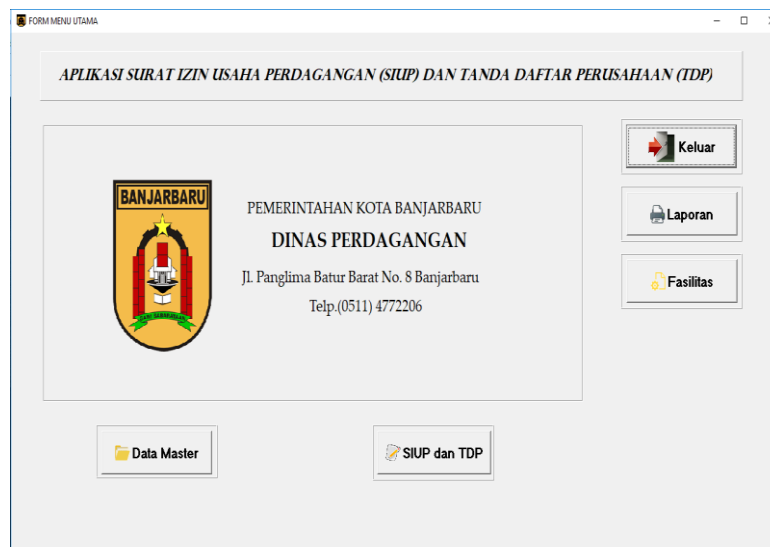 FORM MENU UTAMA
APLIKASI SURAT IZIN USAHA PERDAGANGAN (SIUP) DAN TANDA DAFTAR PERUSAHAAN (TDP)
Keluar
BANJARBARU
PEMERINTAHAN KOTA BANJARBARU
DINAS PERDAGANGAN
Jl. Panglima Batur Barat No. 8 Banjarbaru
Telp.(0511) 4772206
Laporan
Fasilitas
Data Master
SIUP dan TDP